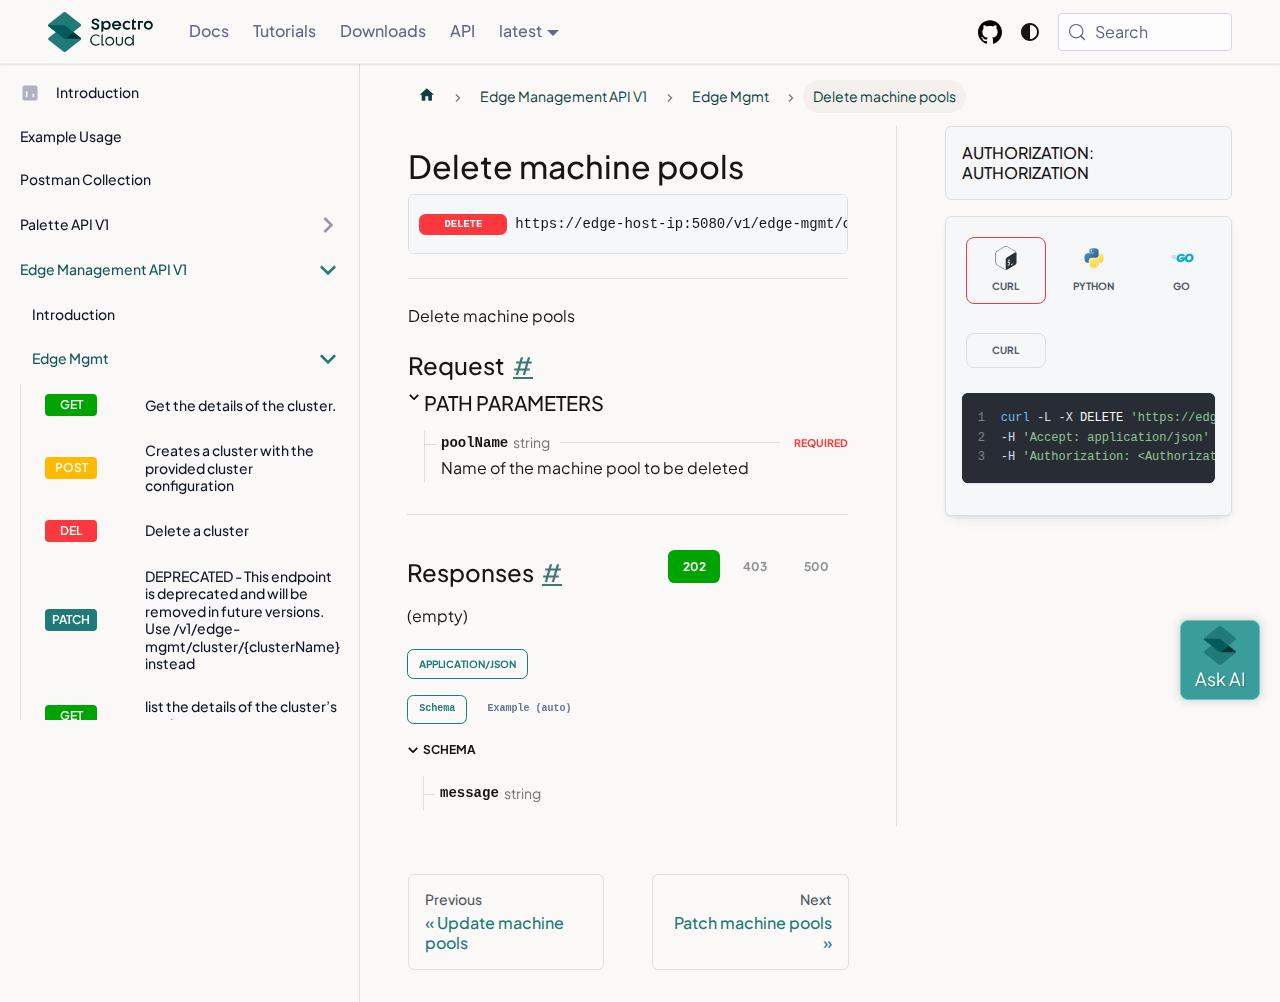 Spectro
Cloud
Docs
Tutorials
Downloads
API
latest
Search
Introduction
Example Usage
Postman Collection
Palette API V1
Edge Management API V1
Introduction
Edge Mgmt
GET
Get the details of the cluster.
POST
Creates a cluster with the
provided cluster
configuration
DEL
Delete a cluster
PATCH
DEPRECATED - This endpoint
is deprecated and will be
removed in future versions.
Use /v1/edge-
mgmt/cluster/{clusterName}
instead
GET
list the details of the cluster's
Edge Management API V1
Edge Mgmt
Delete machine pools
Delete machine pools
DELETE
https://edge-host-ip:5080/v1/edge-mgmt/c
Delete machine pools
Request #
PATH PARAMETERS
poolName string
REQUIRED
Name of the machine pool to be deleted
Responses #
202
403
500
(empty)
APPLICATION/JSON
Schema
Example (auto)
SCHEMA
message string
Previous
« Update machine
pools
Next
Patch machine pools
»
AUTHORIZATION:
AUTHORIZATION
CURL
PYTHON
GO
CURL
1 curl -L -X DELETE 'https://edg
2 -H 'Accept: application/json'
3 -H 'Authorization: <Authorizat
Ask AI